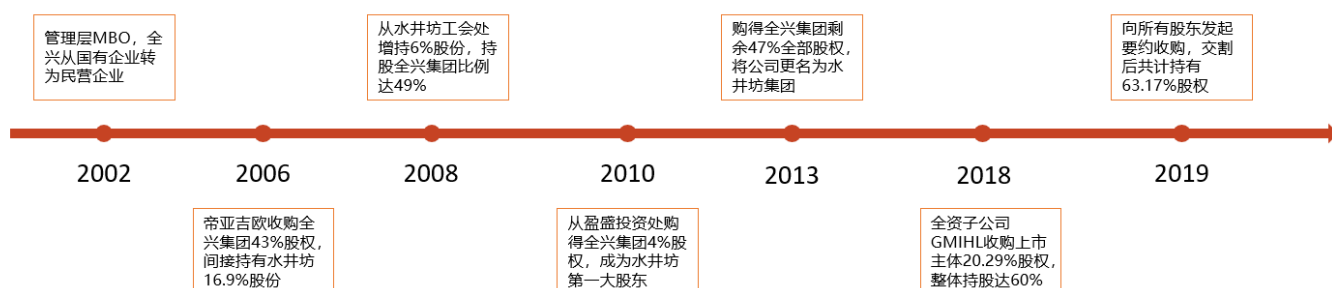 管理层MBO，全
兴从国有企业转
为民营企业
从水井坊工会处
增持6%股份，持
股全兴集团比例
达49%
购得全兴集团剩
余47%全部股权，
将公司更名为水
井坊集团
向所有股东发起
要约收购，交割
后共计持有
63.17%股权
2002
2006
2008
2010
2013
2018
2019
帝亚吉欧收购全
兴集团43%股权，
间接持有水井坊
16.9%股份
从盈盛投资处购
得全兴集团4%股
权，成为水井坊
第一大股东
全资子公司
GMIHL收购上市
主体20.29%股权，
整体持股达60%